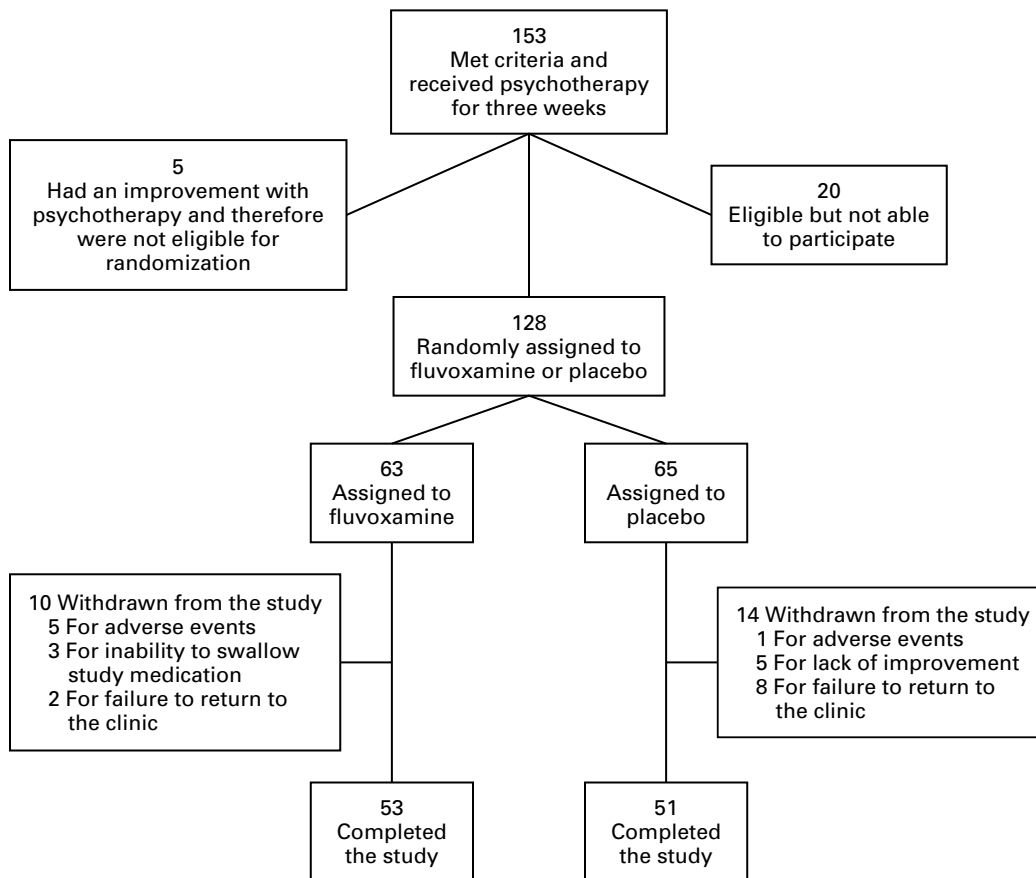 153
Met criteria and
received psychotherapy
for three weeks
5
Had an improvement with
psychotherapy and therefore
were not eligible for
randomization
20
Eligible but not able
to participate
128
Randomly assigned to
fluvoxamine or placebo
63
Assigned to
fluvoxamine
65
Assigned to
placebo
10 Withdrawn from the study
5 For adverse events
3 For inability to swallow
study medication
2 For failure to return to
the clinic
14 Withdrawn from the study
1 For adverse events
5 For lack of improvement
8 For failure to return to
the clinic
53
Completed
the study
51
Completed
the study